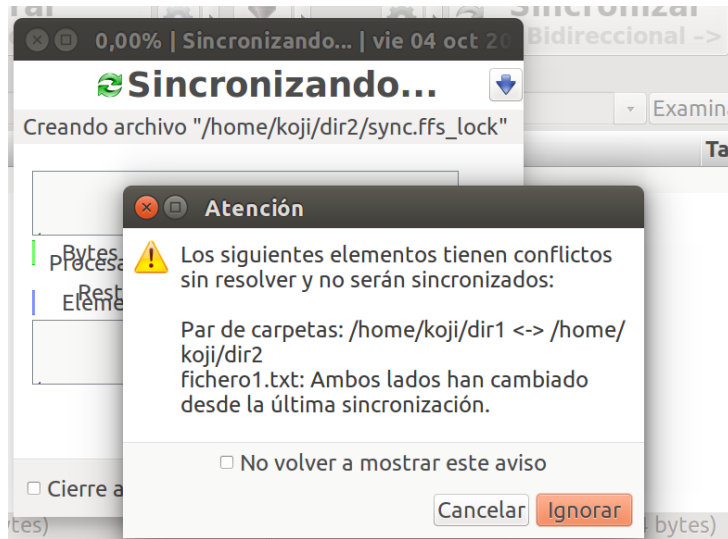 Sincronizar
Bidireccional ->
0,00% | Sincronizando... | vie 04 oct 20
Sincronizando...
Creando archivo "/home/koji/dir2/sync.ffs_lock"
Atención
Los siguientes elementos tienen conflictos
sin resolver y no serán sincronizados:
Par de carpetas: /home/koji/dir1 <-> /home/
koji/dir2
fichero1.txt: Ambos lados han cambiado
desde la última sincronización.
Bytes
No volver a mostrar este aviso
Cierre a
Cancelar
Ignorar
bytes)